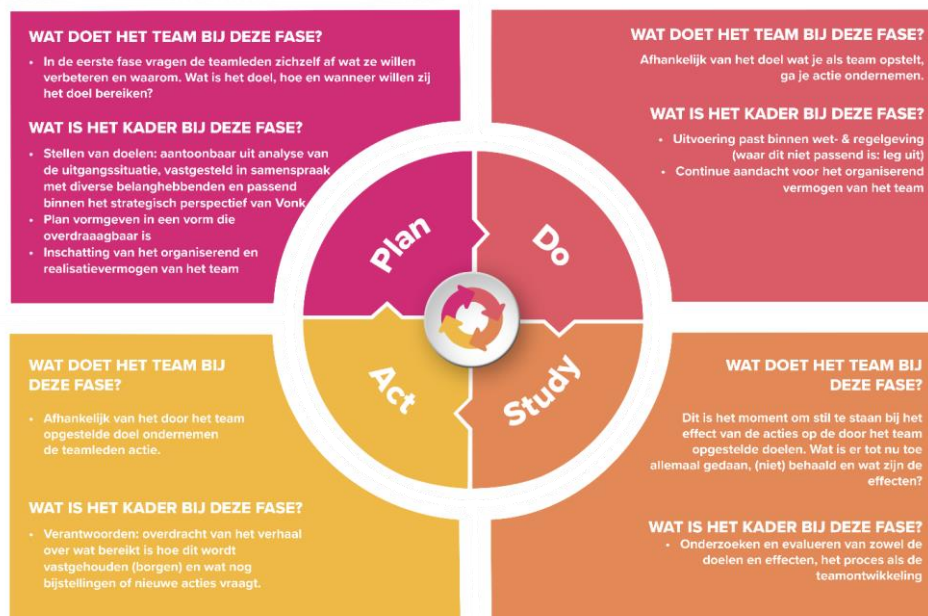 WAT DOET HET TEAM BIJ DEZE FASE?
• In de eerste fase vragen de teamleden zichzelf af wat ze willen
verbeteren en waarom. Wat is het doel, hoe en wanneer willen zij
het doel bereiken?
WAT IS HET KADER BIJ DEZE FASE?
• Stellen van doelen: aantoonbaar uit analyse van
de uitgangssituatie, vastgesteld in samenspraak
met diverse belanghebbenden en passend
binnen het strategisch perspectief van Vonk
• Plan vormgeven in een vorm die
overdraaagbaar is
• Inschatting van het organiserend en
realisatievermogen van het team
WAT DOET HET TEAM BIJ DEZE FASE?
Afhankelijk van het doel wat je als team opstelt,
ga je actie ondernemen.
WAT IS HET KADER BIJ DEZE FASE?
• Uitvoering past binnen wet- & regelgeving
(waar dit niet passend is: leg uit)
• Continue aandacht voor het organiserend
vermogen van het team
Plan
Do
Act
Study
WAT DOET HET TEAM BIJ
DEZE FASE?
• Afhankelijk van het door het team
opgestelde doel ondernemen
de teamleden actie.
WAT IS HET KADER BIJ DEZE FASE?
• Verantwoorden: overdracht van het verhaal
over wat bereikt is hoe dit wordt
vastgehouden (borgen) en wat nog
bijstellingen of nieuwe acties vraagt.
WAT DOET HET TEAM BIJ
DEZE FASE?
Dit is het moment om stil te staan bij het
effect van de acties op de door het team
opgestelde doelen. Wat is er tot nu toe
allemaal gedaan, (niet) behaald en wat zijn de
effecten?
WAT IS HET KADER BIJ DEZE FASE?
• Onderzoeken en evalueren van zowel de
doelen en effecten, het proces als de
teamontwikkeling